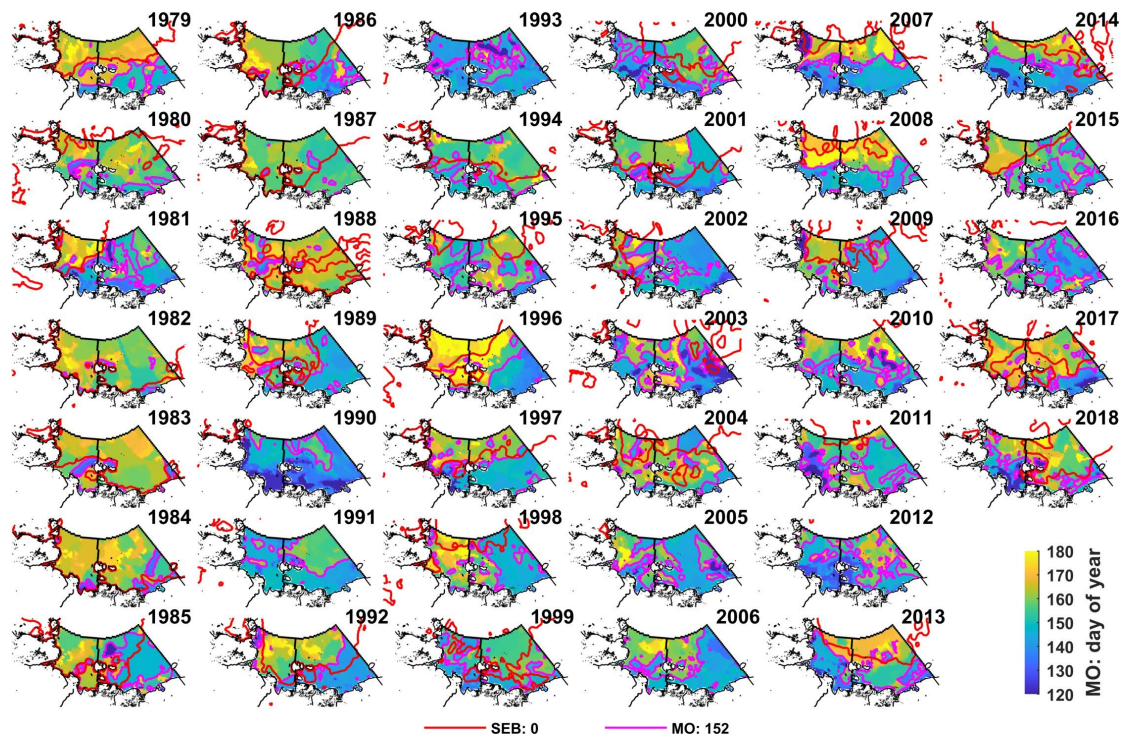 1979 1986 1993 2000 2007 2014
1980 1987 1994 2001 2008 2015
1981 1988 1995 2002 2009 2016
1982 1989 1996 2003 2010 2017
1983 1990 1997 2004 2011 2018
1984 1991 1998 2005 2012
1985 1992 1999 2006 2013
180
170
160
150
140
130
120
MO: day of year
SEB: 0 MO: 152